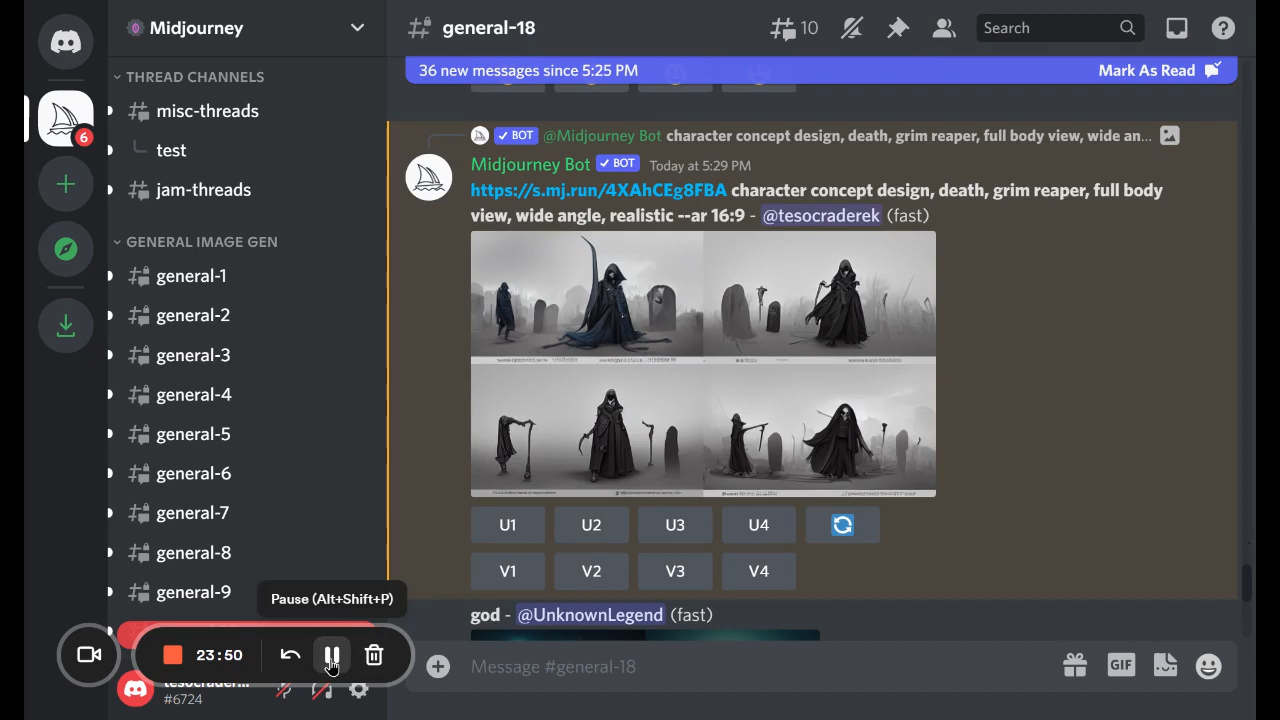 Midjourney
general-18
10
Search
36 new messages since 5:25 PM
Mark As Read
THREAD CHANNELS
misc-threads
test
jam-threads
GENERAL IMAGE GEN
general-1
general-2
general-3
general-4
general-5
general-6
general-7
general-8
general-9
6
BOT @Midjourney Bot character concept design, death, grim reaper, full body view, wide an...
Midjourney Bot BOT Today at 5:29 PM
https://s.mj.run/4XAhCEg8FBA character concept design, death, grim reaper, full body
view, wide angle, realistic --ar 16:9 - @tesocraderek (fast)
U1 U2 U3 U4
V1 V2 V3 V4
god - @UnknownLegend (fast)
Message #general-18
GIF
Pause (Alt+Shift+P)
23:50
tesocrader...
#6724